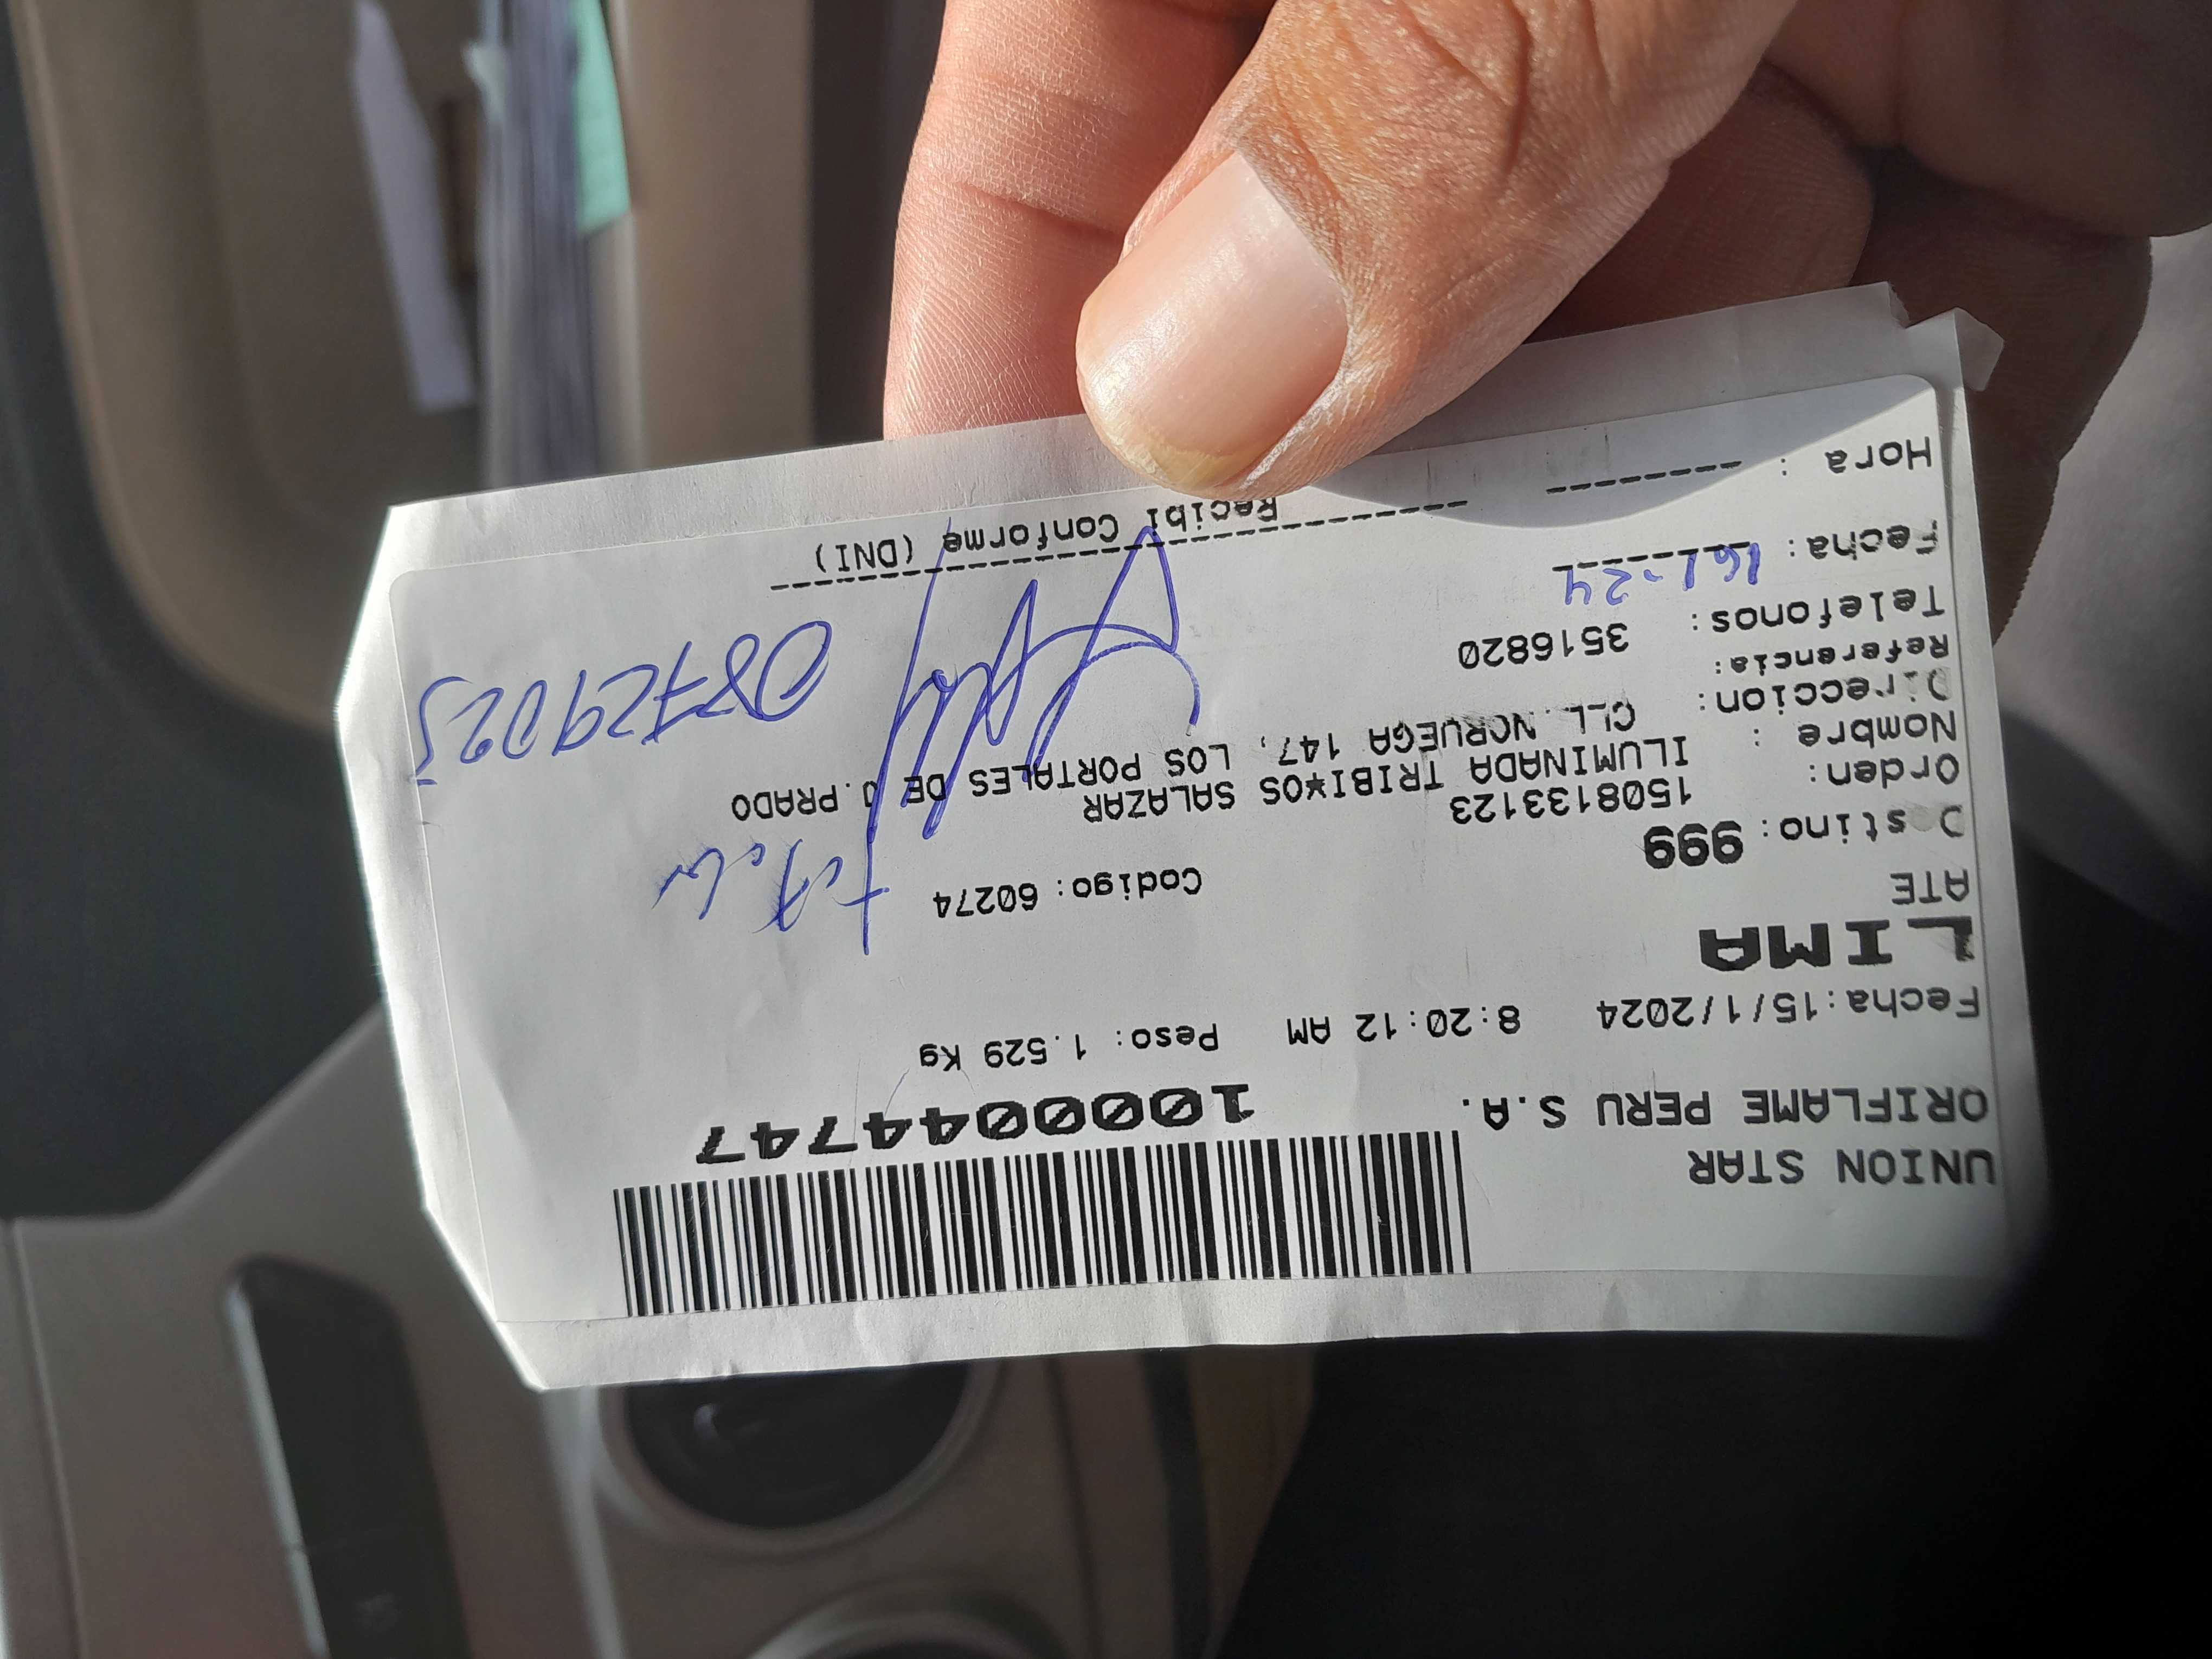 UNION STAR
ORIFLAME PERU S.A.
1000044747
Fecha:15/1/2024 8:20:12 AM Peso: 1.529 Kg
LIMA
ATE
Destino: 999 Codigo: 60274
Orden: 1508133123
Nombre : ILUMINADA TRIBI*OS SALAZAR
Direccion: CLL. NORUEGA 147, LOS PORTALES DE J.PRADO
Referencia:
Telefonos: 3516820
Fecha: 16 1-24 08729025
Hora : Recibi Conforme (DNI)